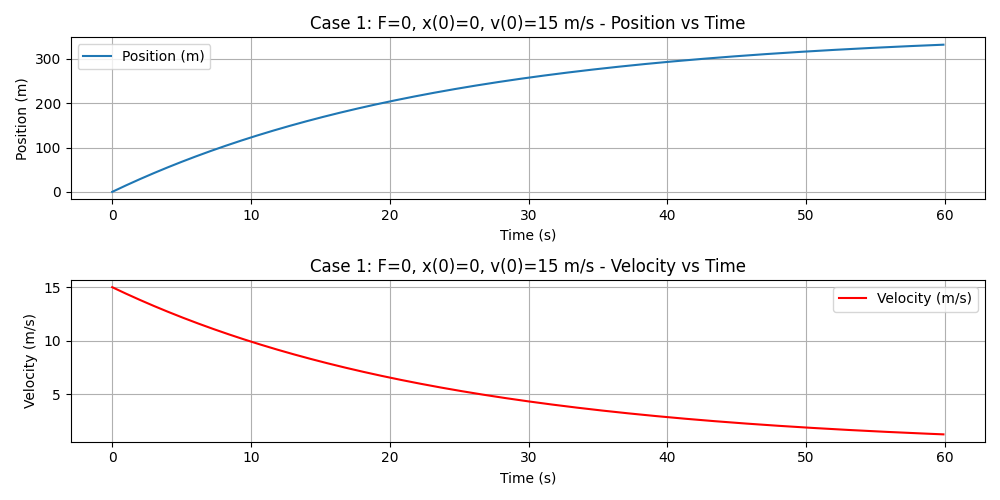 Case 1: F=0, x(0)=0, v(0)=15 m/s - Position vs Time
Position (m)
Position (m)
300
200
100
0
0 10 20 30 40 50 60
Time (s)
Case 1: F=0, x(0)=0, v(0)=15 m/s - Velocity vs Time
Velocity (m/s)
Velocity (m/s)
15
10
5
0 10 20 30 40 50 60
Time (s)